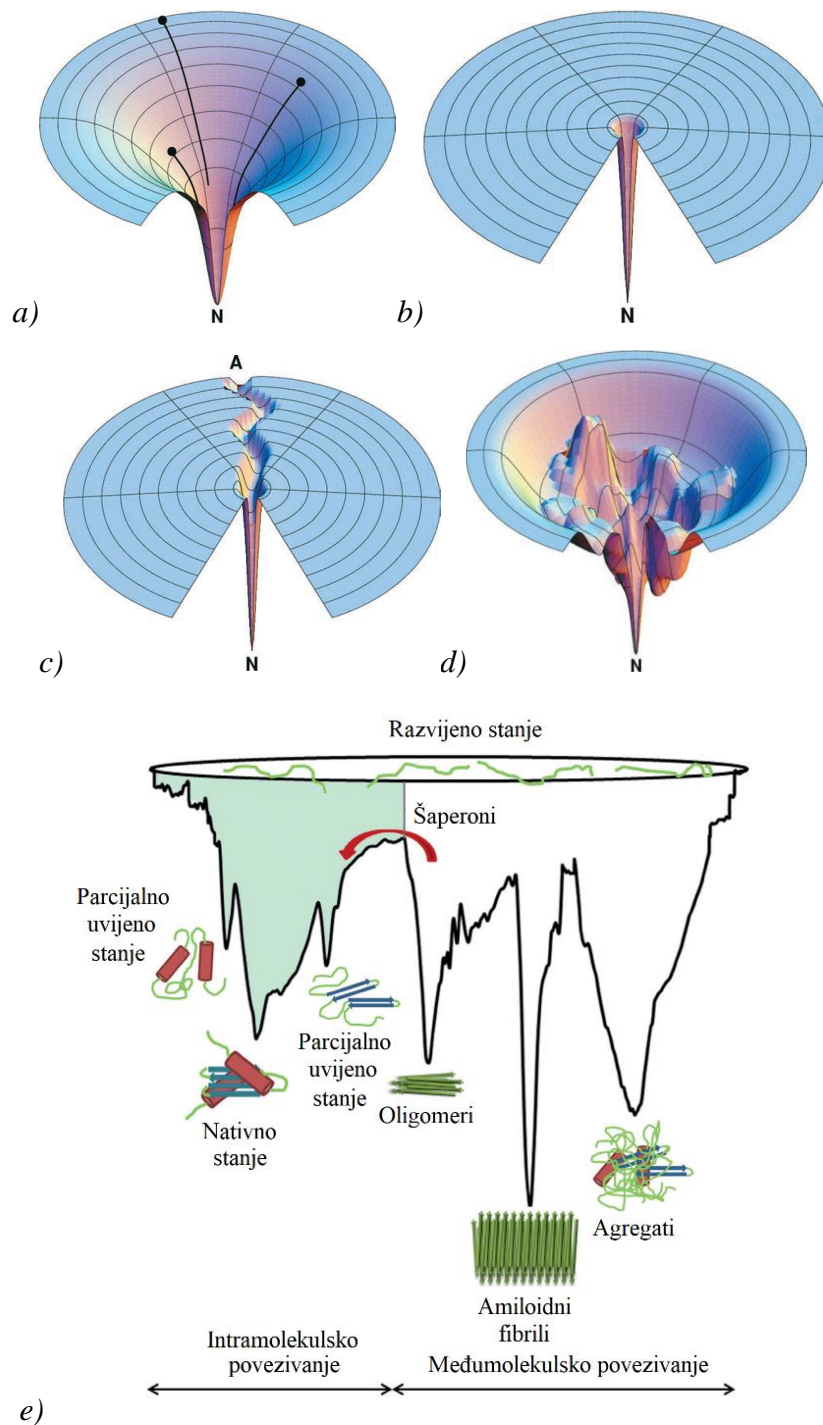 a)
N
b)
N
A
c)
N
d)
N
Razvijeno stanje
Šaperoni
Parcijalno
uvijeno
stanje
Parcijalno
uvijeno
stanje
Oligomeri
Nativno
stanje
Agregati
Amiloidni
fibrili
Intramolekulsko
povezivanje
Međumolekulsko povezivanje
e)